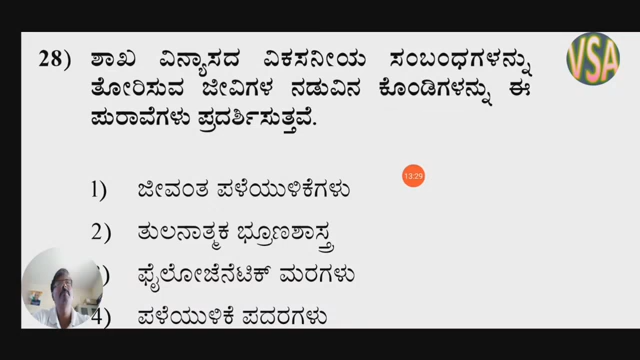 28) ಶಾಖ ವಿನ್ಯಾಸದ ವಿಕಸನೀಯ ಸಂಬಂಧಗಳನ್ನು
ತೋರಿಸುವ ಜೀವಿಗಳ ನಡುವಿನ ಕೊಂಡಿಗಳನ್ನು ಈ
ಪುರಾವೆಗಳು ಪ್ರದರ್ಶಿಸುತ್ತವೆ.
VSA
13:29
1) ಜೀವಂತ ಪಳೆಯುಳಿಕೆಗಳು
2) ತುಲನಾತ್ಮಕ ಭ್ರೂಣಶಾಸ್ತ್ರ
3) ಫೈಲೋಜೆನೆಟಿಕ್ ಮರಗಳು
4) ಪಳೆಯುಳಿಕೆ ಪದರಗಳು